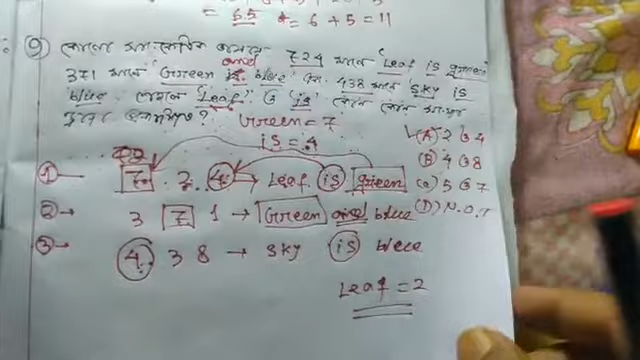 = 6.5 = 6 + 5 = 11
9) কোনো সাংকেতিক ভাষায় 724 মানে 'Leaf is green'
and
371 মানে 'Green blue' এবং 438 মানে 'SKY is
blue' 'Leaf' ও 'is' কোন কোন সংখ্যা
দ্বারা ?
Green = 7
is = 4
(A) 2 ও 4
(B) 4 ও 8
(C) 5 ও 7
(D) N.O.T
① 7 2 4 → Leaf is green
② → 3 7 1 → Green and blue
③ → 4 3 8 → SKY is blue
Leaf = 2